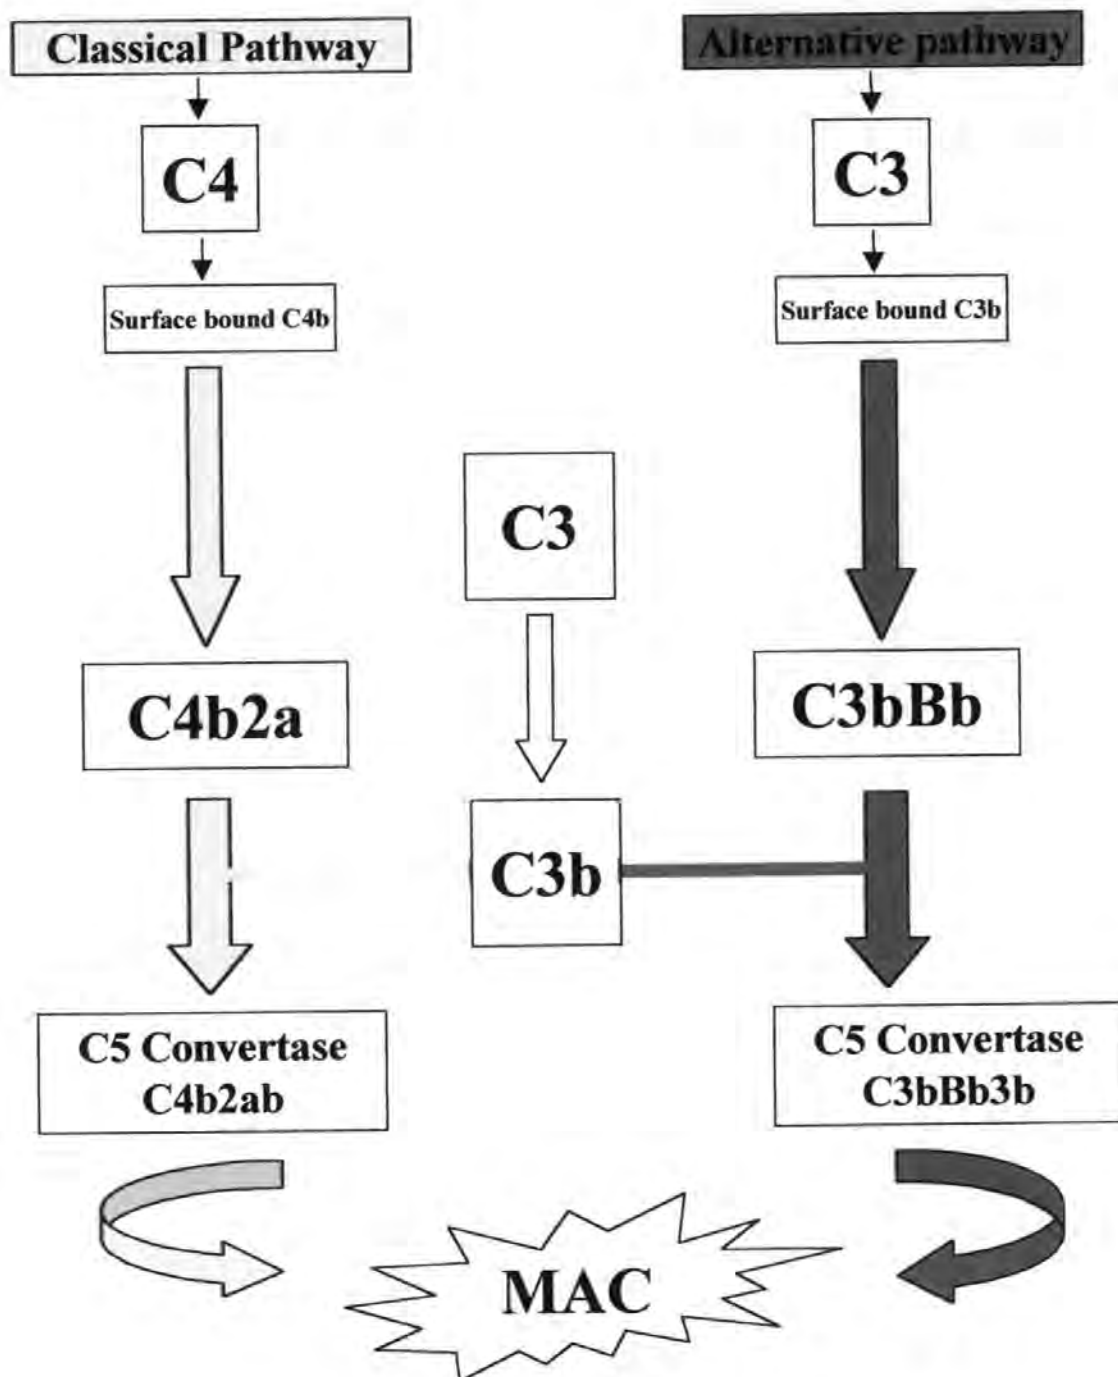 Classical Pathway
Alternative pathway
C4
C3
Surface bound C4b
Surface bound C3b
C3
C4b2a
C3bBb
C3b
C5 Convertase
C4b2ab
C5 Convertase
C3bBb3b
MAC